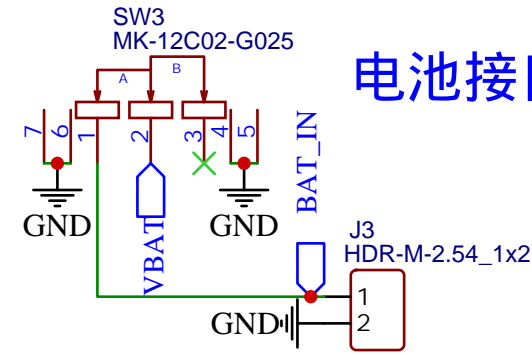 SW3
MK-12C02-G025
电池接
A
B
7
6
1
2
3
4
5
GND
VBAT
GND
BAT_IN
J3
HDR-M-2.54_1x2
1
2
GND